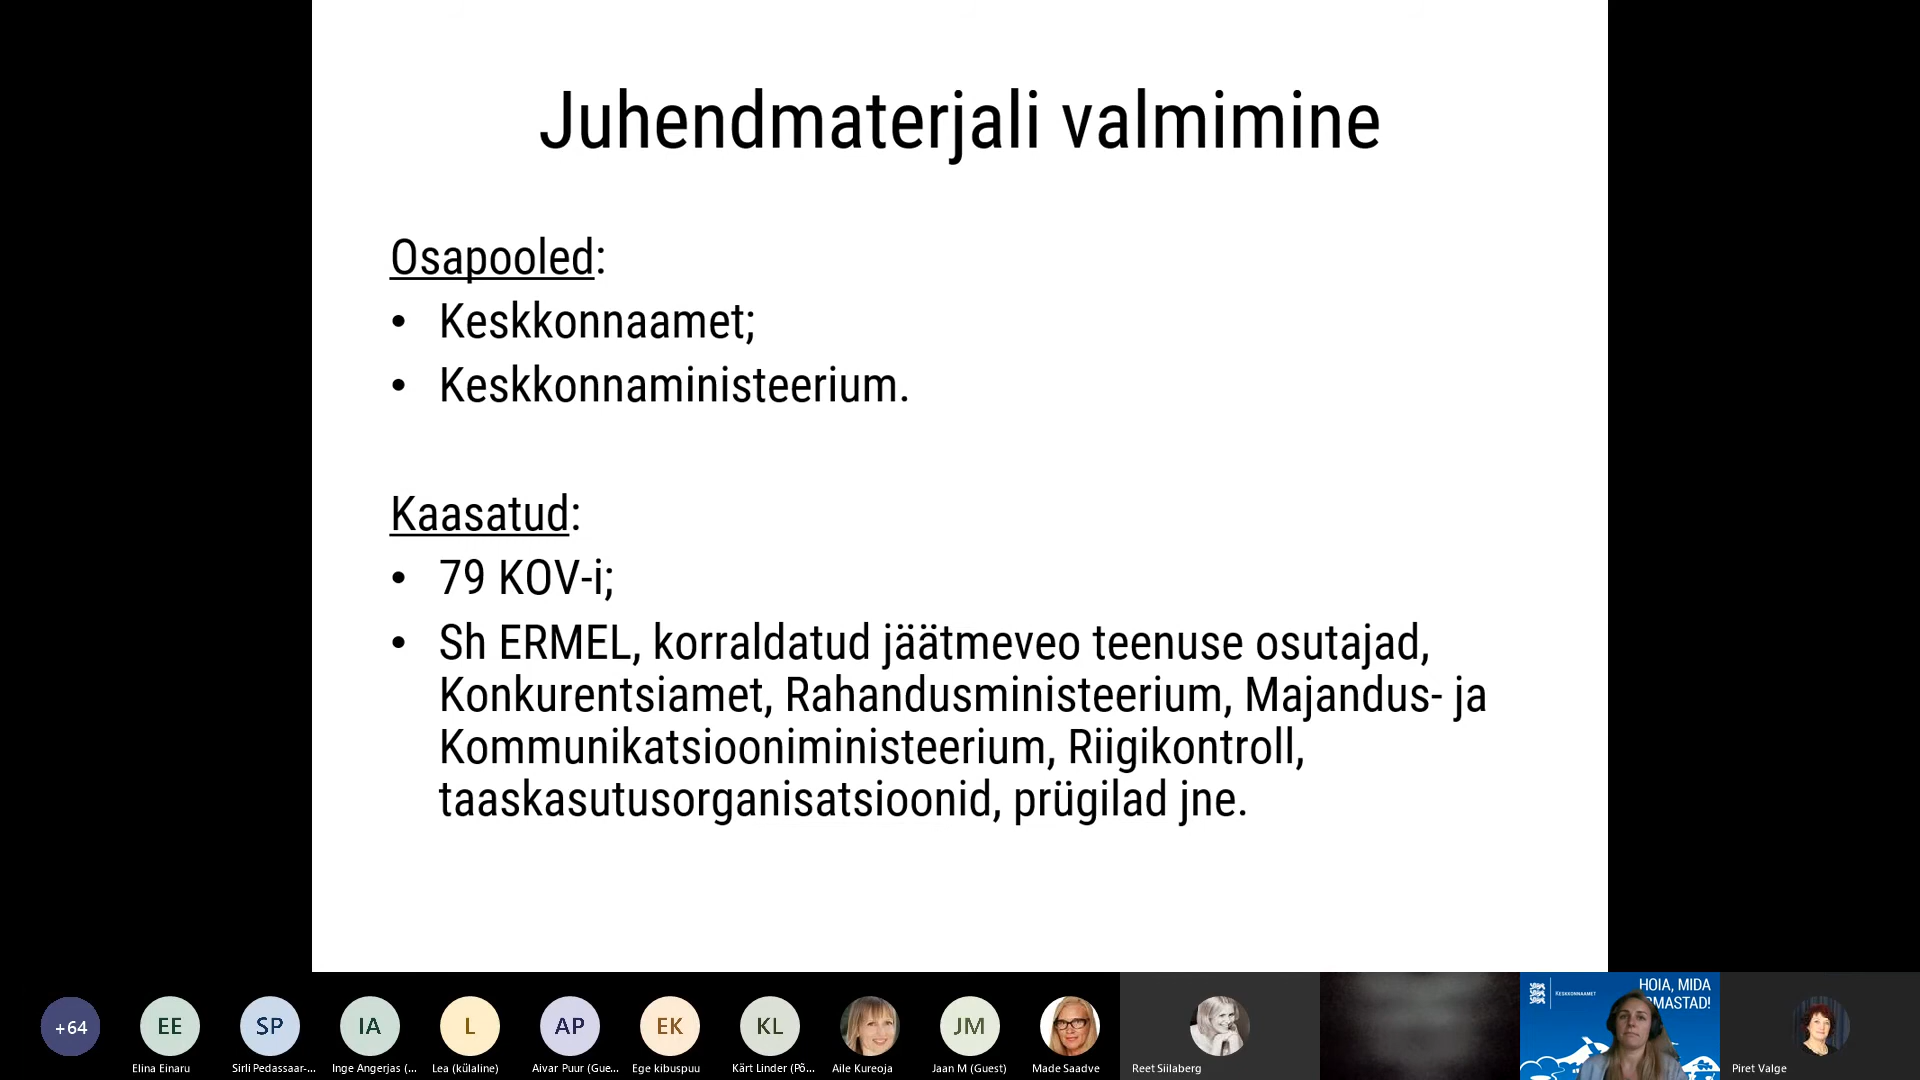 Juhendmaterjali valmimine
Osapooled:
• Keskkonnaamet;
• Keskkonnaministeerium.
Kaasatud:
• 79 KOV-i;
• Sh ERMEL, korraldatud jäätmeveo teenuse osutajad,
Konkurentsiamet, Rahandusministeerium, Majandus- ja
Kommunikatsiooniministeerium, Riigikontroll,
taaskasutusorganisatsioonid, prügilad jne.
+64
EE
SP
IA
L
AP
EK
KL
JM
KESKKONNAAMET
HOIA, MIDA
RMASTAD!
Elina Einaru
Sirli Pedassaar-...
Inge Angerjas (...
Lea (külaline)
Aivar Puur (Gue...
Ege kibuspuu
Kärt Linder (Põ...
Aile Kureoja
Jaan M (Guest)
Made Saadve
Reet Siilaberg
Piret Valge